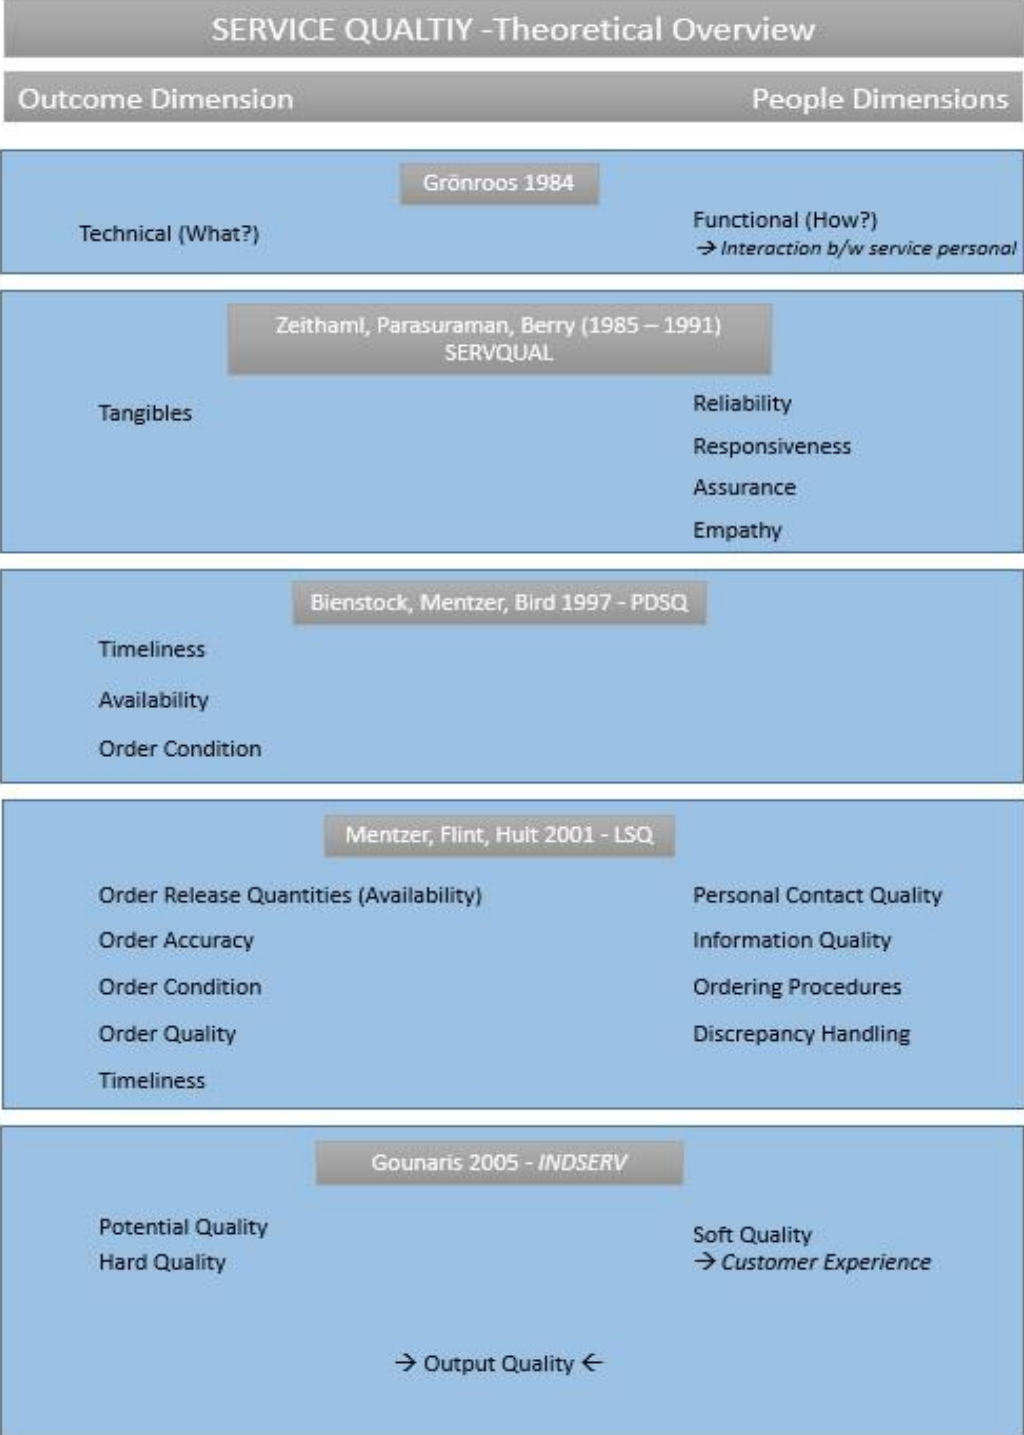 SERVICE QUALTIY -Theoretical Overview
Outcome Dimension
People Dimensions
Grönroos 1984
Technical (What?)
Functional (How?)
→ Interaction b/w service personal
Zeithaml, Parasuraman, Berry (1985 – 1991)
SERVQUAL
Tangibles
Reliability
Responsiveness
Assurance
Empathy
Bienstock, Mentzer, Bird 1997 - PDSQ
Timeliness
Availability
Order Condition
Mentzer, Flint, Hult 2001 - LSQ
Order Release Quantities (Availability)
Order Accuracy
Order Condition
Order Quality
Timeliness
Personal Contact Quality
Information Quality
Ordering Procedures
Discrepancy Handling
Gounaris 2005 - INDSERV
Potential Quality
Hard Quality
Soft Quality
→ Customer Experience
→ Output Quality ←